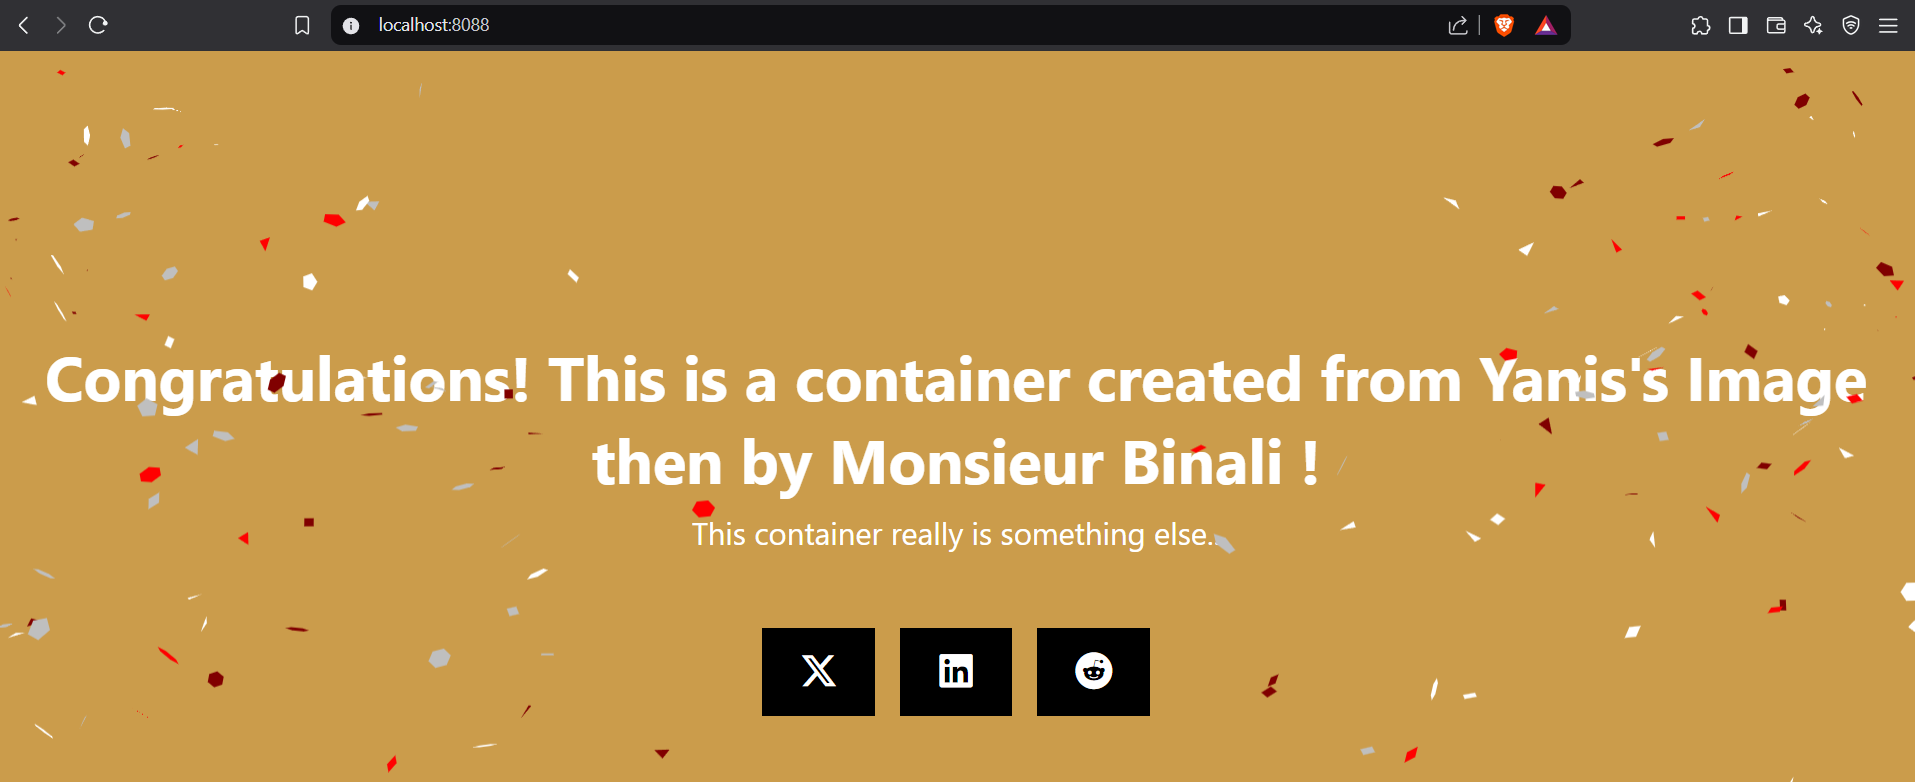 localhost:8088
Congratulations! This is a container created from Yanis's Image
then by Monsieur Binali !
This container really is something else...
in